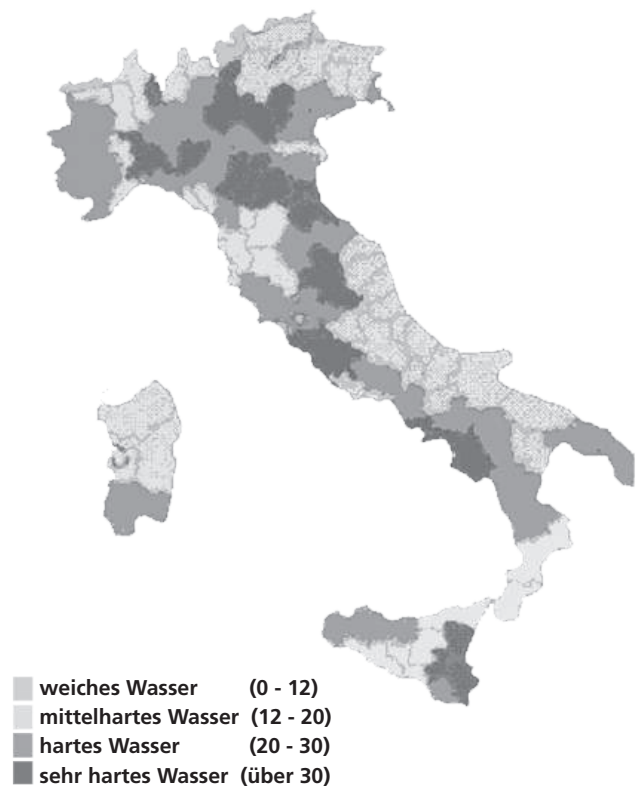 weiches Wasser (0 - 12)
mittelhartes Wasser (12 - 20)
hartes Wasser (20 - 30)
sehr hartes Wasser (über 30)